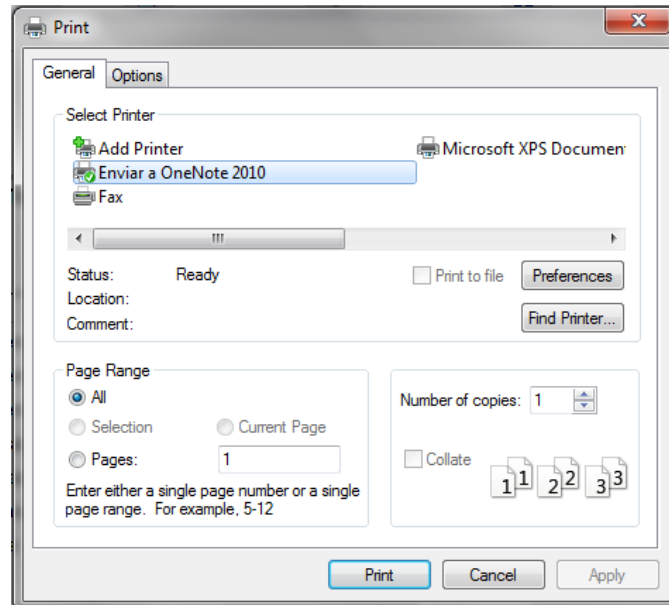 Print
General
Options
Select Printer
Add Printer
Microsoft XPS Documen
Enviar a OneNote 2010
Fax
Status: Ready
Print to file
Preferences
Location:
Comment:
Find Printer...
Page Range
All
Number of copies: 1
Selection
Current Page
Pages: 1
Collate
1 1 2 2 3 3
Enter either a single page number or a single
page range. For example, 5-12
Print
Cancel
Apply